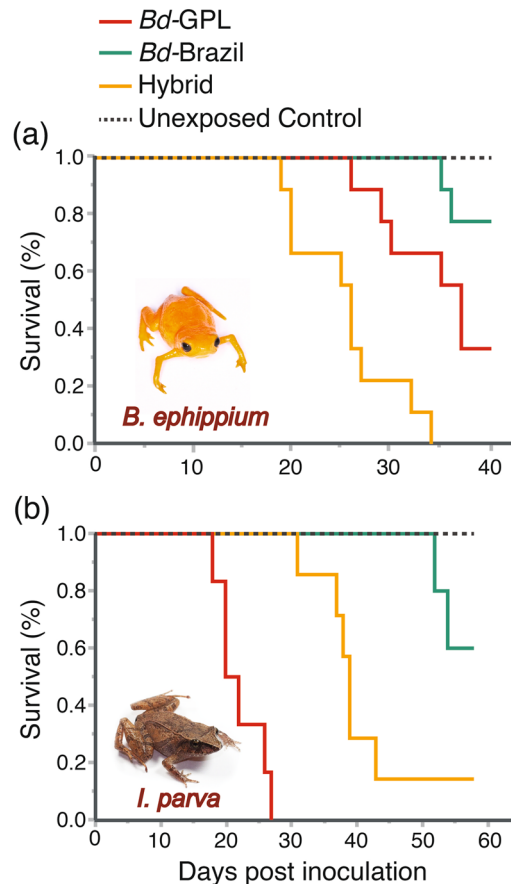 Bd-GPL
Bd-Brazil
Hybrid
Unexposed Control
(a)
1.0
0.8
0.6
0.4
0.2
0.0
Survival (%)
B. ephippium
0 10 20 30 40
(b)
1.0
0.8
0.6
0.4
0.2
0.0
Survival (%)
I. parva
0 10 20 30 40 50 60
Days post inoculation